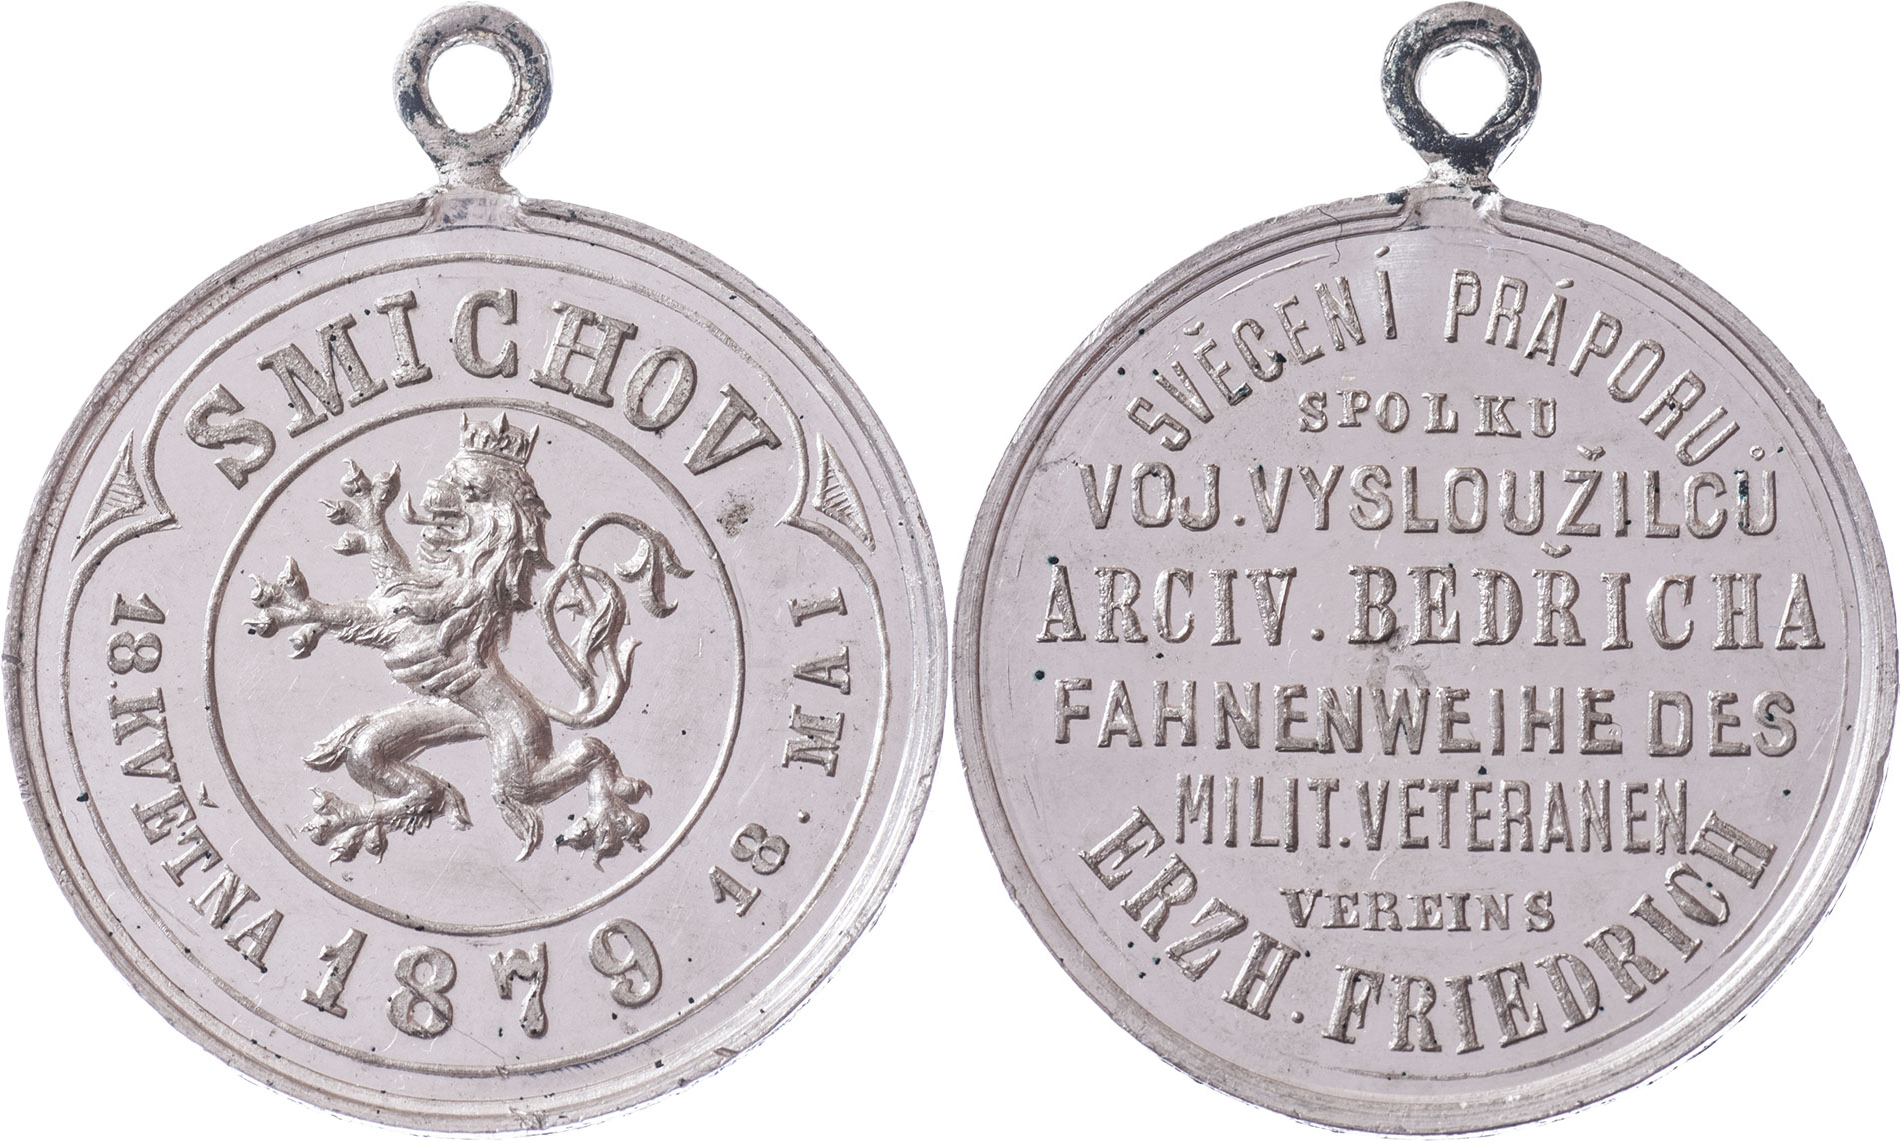 SMICHOV
18.KVĚTNA
1879
18. MAI
SVĚCENÍ PRÁPORU
SPOLKU
VOJ. VYSLOUŽILCŮ
ARCIV. BEDŘICHA
FAHNENWEIHE DES
MILIT. VETERANEN
VEREINS
ERZH. FRIEDRICH